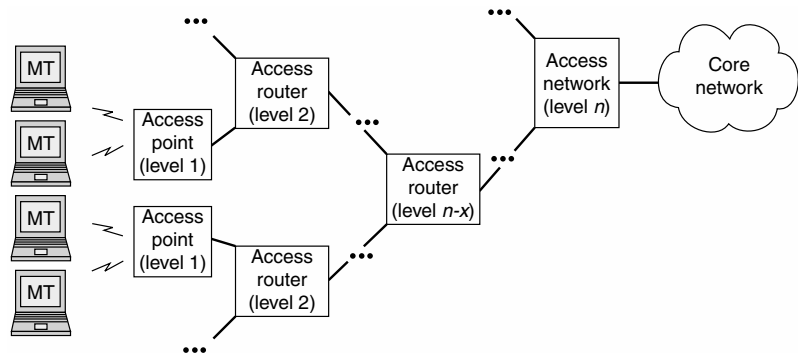 MT
MT
MT
MT
Access
point
(level 1)
Access
point
(level 1)
•••
Access
router
(level 2)
Access
router
(level 2)
•••
•••
•••
Access
router
(level n-x)
•••
•••
Access
network
(level n)
Core
network